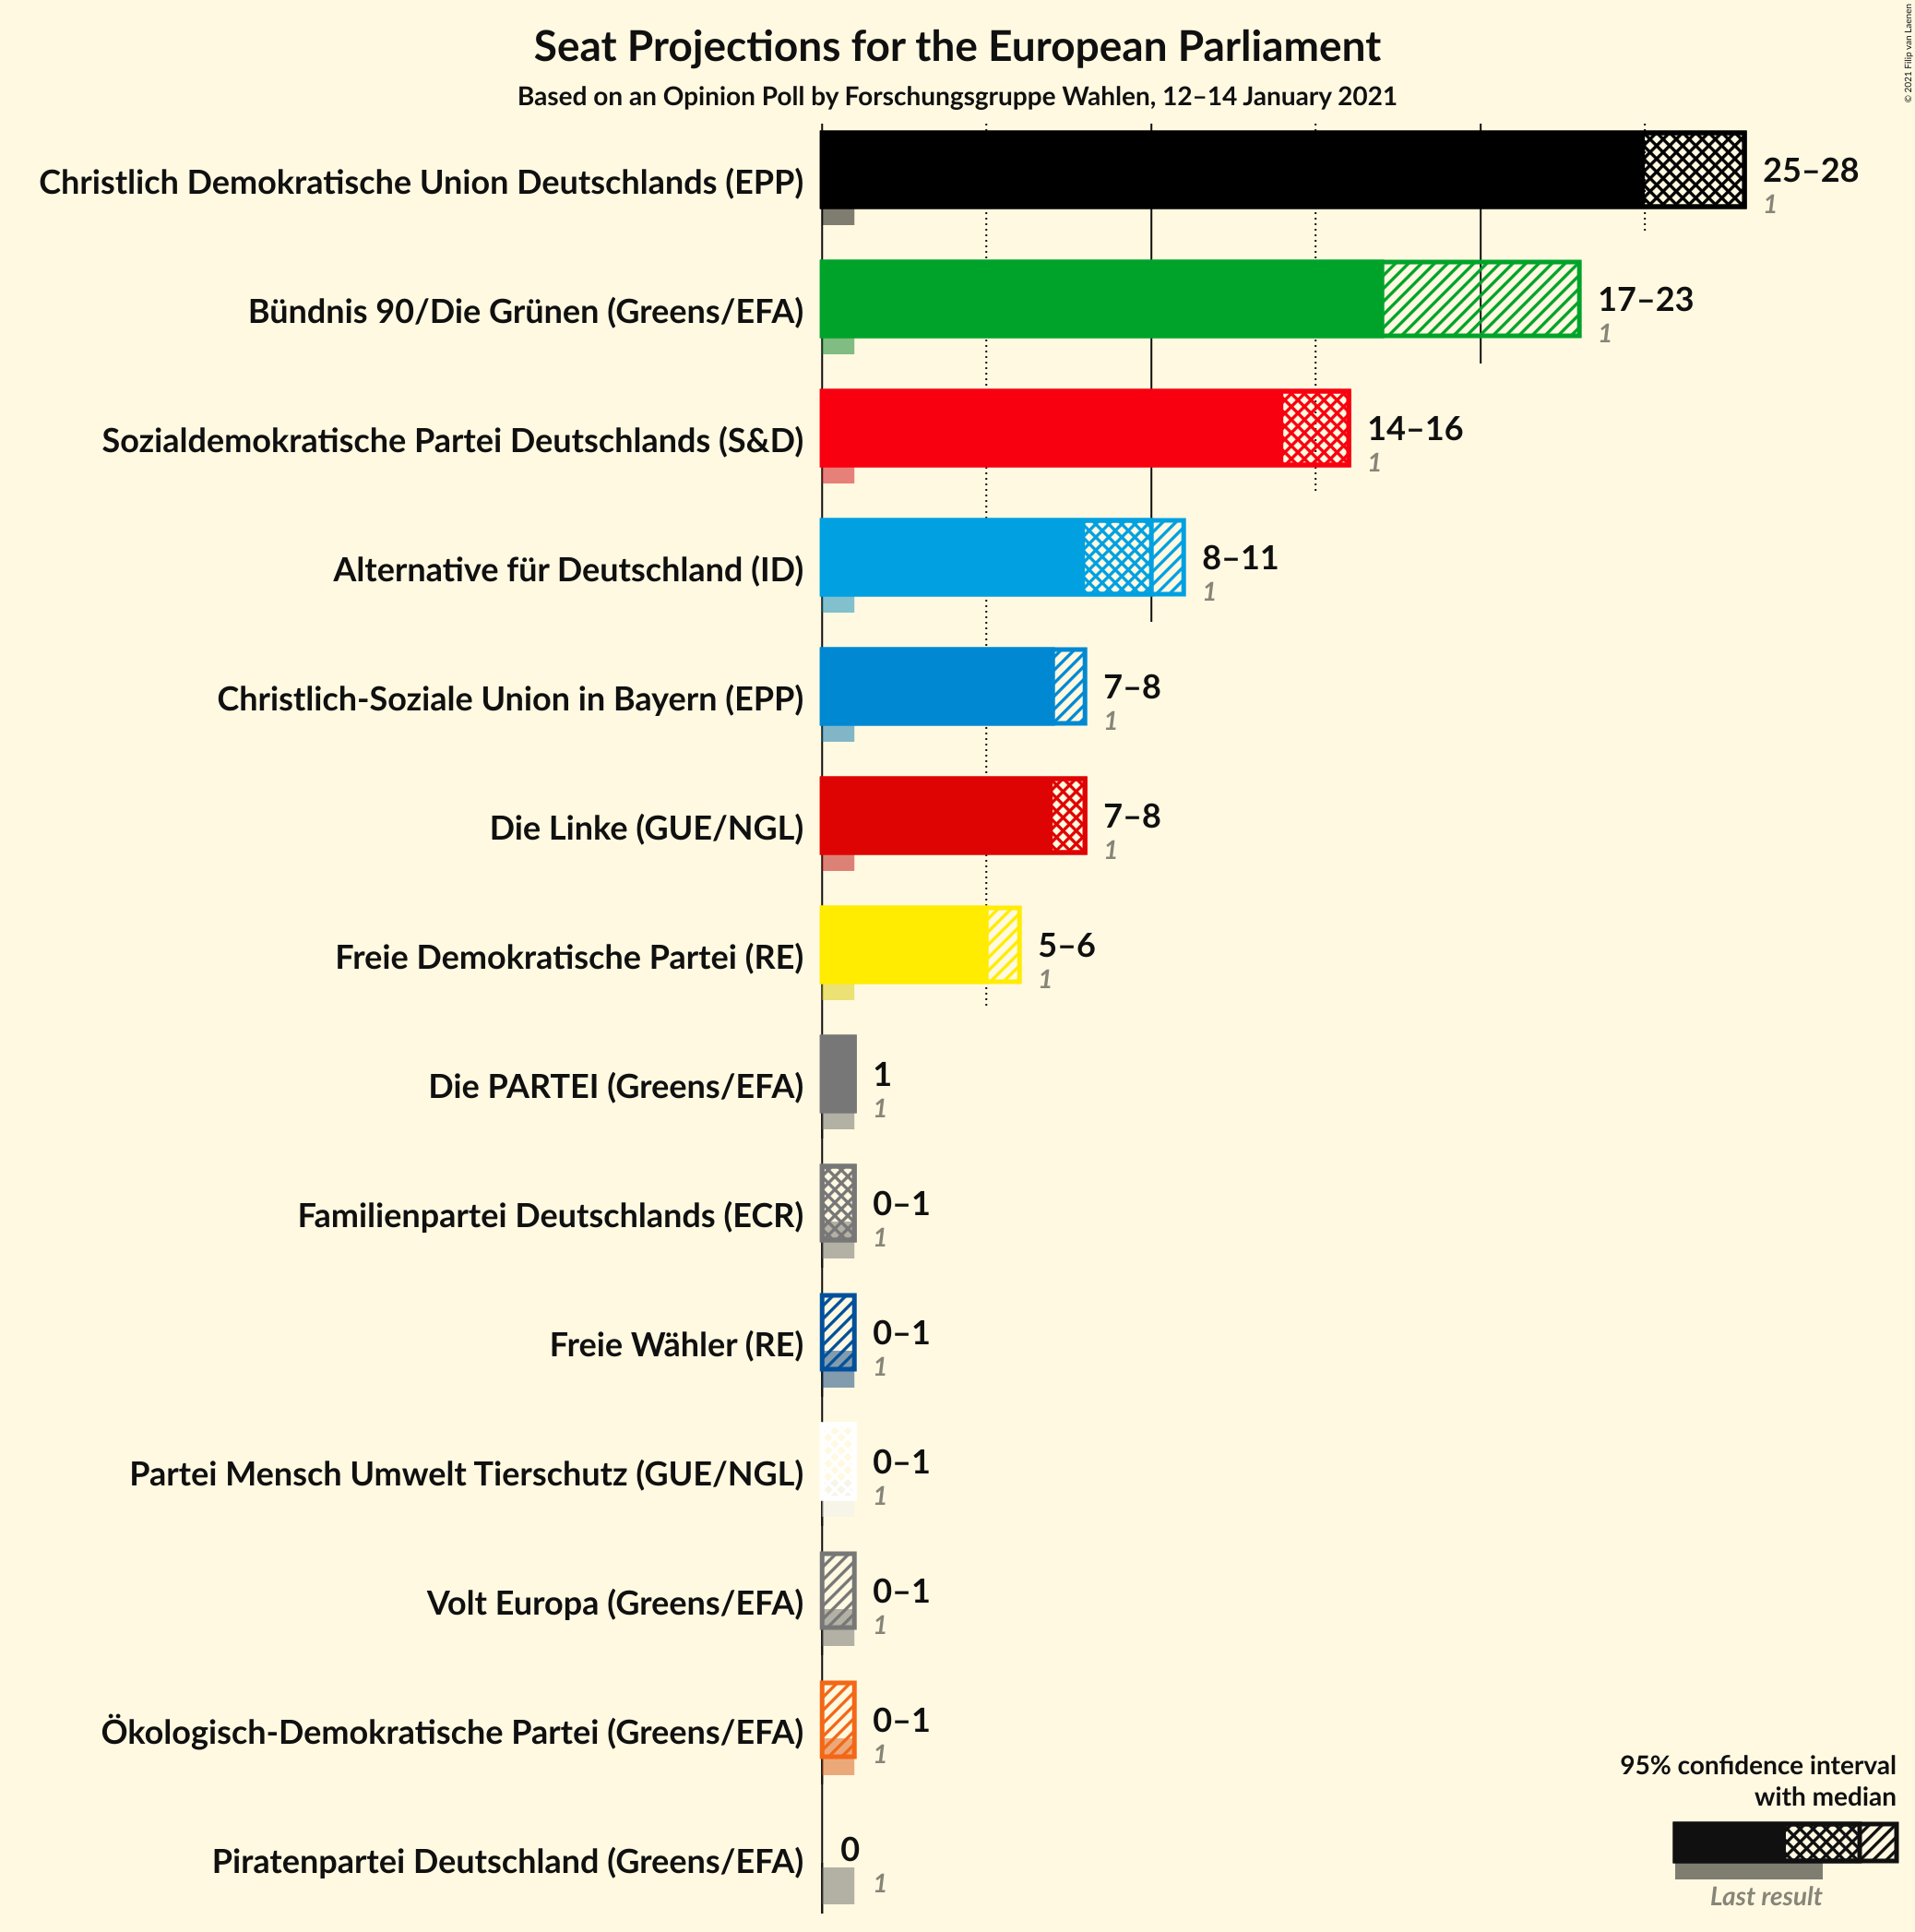 Seat Projections for the European Parliament
Based on an Opinion Poll by Forschungsgruppe Wahlen, 12–14 January 2021
© 2021 Filip van Laenen
Christlich Demokratische Union Deutschlands (EPP)
25–28
1
Bündnis 90/Die Grünen (Greens/EFA)
17–23
1
Sozialdemokratische Partei Deutschlands (S&D)
14–16
1
Alternative für Deutschland (ID)
8–11
1
Christlich-Soziale Union in Bayern (EPP)
7–8
1
Die Linke (GUE/NGL)
7–8
1
Freie Demokratische Partei (RE)
5–6
1
Die PARTEI (Greens/EFA)
1
1
Familienpartei Deutschlands (ECR)
0–1
1
Freie Wähler (RE)
0–1
1
Partei Mensch Umwelt Tierschutz (GUE/NGL)
0–1
1
Volt Europa (Greens/EFA)
0–1
1
Ökologisch-Demokratische Partei (Greens/EFA)
0–1
1
Piratenpartei Deutschland (Greens/EFA)
0
1
95% confidence interval
with median
Last result